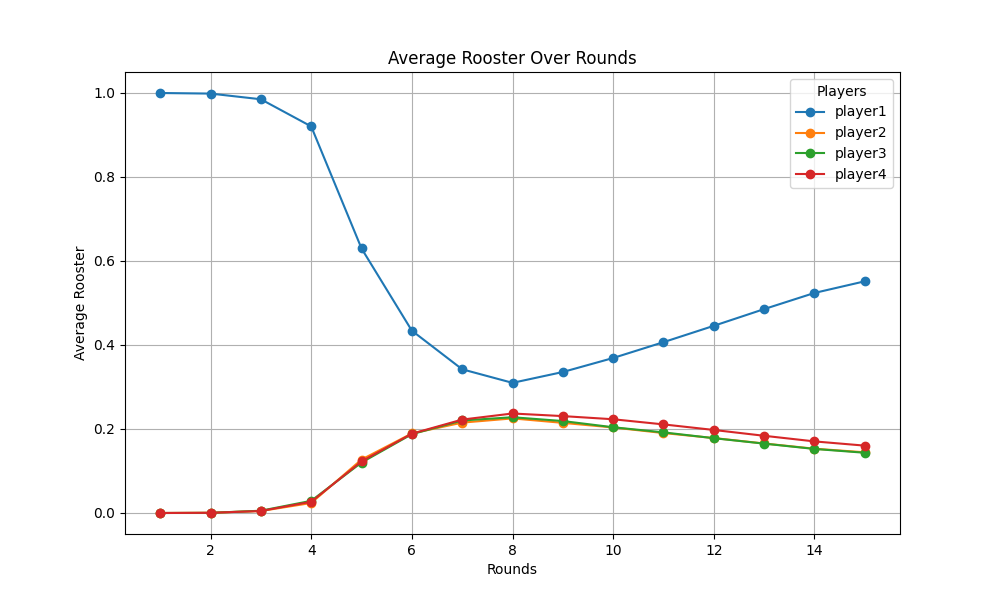 Average Rooster Over Rounds
Players
player1
player2
player3
player4
1.0
0.8
0.6
0.4
0.2
0.0
Average Rooster
2 4 6 8 10 12 14
Rounds